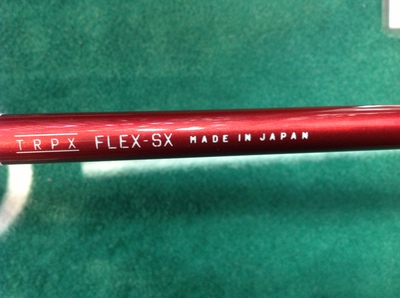 TRPX FLEX-SX MADE IN JAPAN